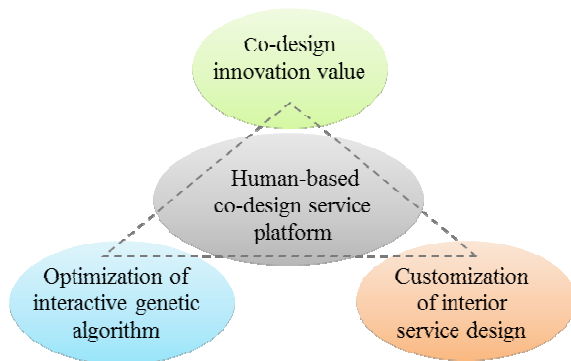 Co-design
innovation value
Human-based
co-design service
platform
Optimization of
interactive genetic
algorithm
Customization
of interior
service design